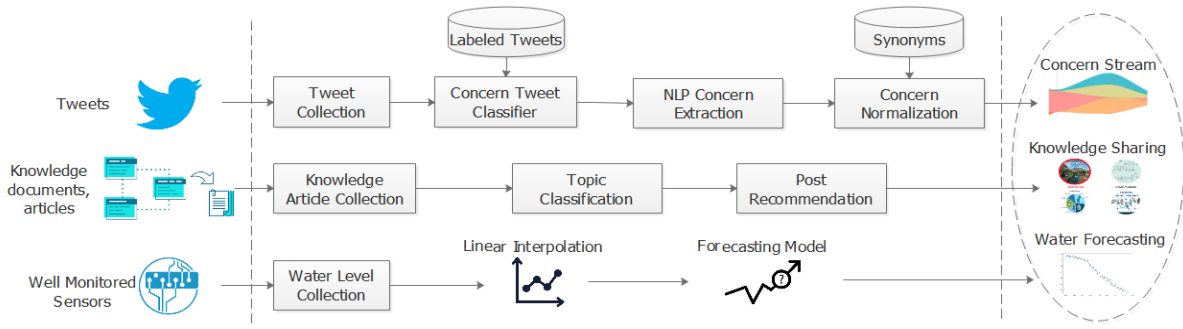 Labeled Tweets
Synonyms
Tweets
Tweet
Collection
Concern Tweet
Classifier
NLP Concern
Extraction
Concern
Normalization
Concern Stream
Knowledge
documents,
articles
Knowledge
Article Collection
Topic
Classification
Post
Recommendation
Knowledge Sharing
Well Monitored
Sensors
Water Level
Collection
Linear Interpolation
Forecasting Model
?
Water Forecasting